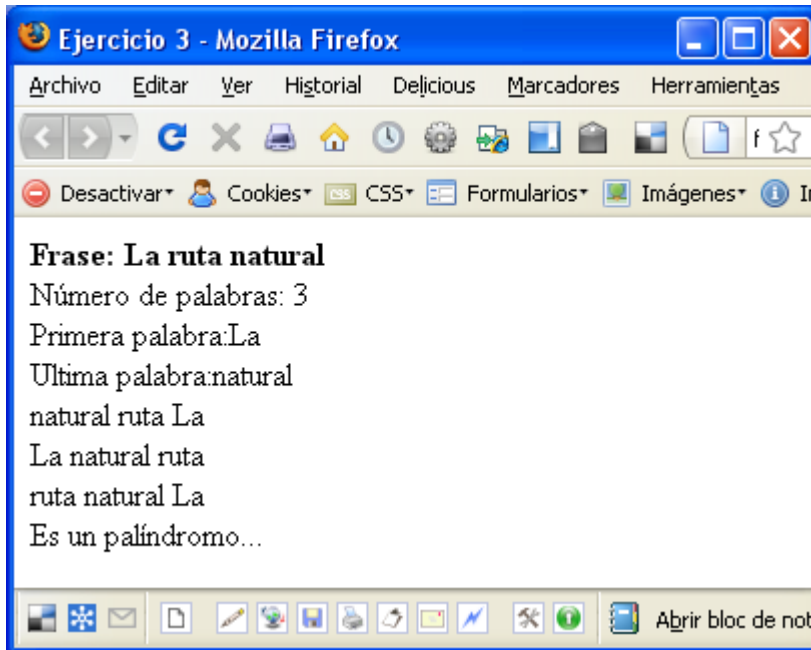 Ejercicio 3 - Mozilla Firefox
Archivo Editar Ver Historial Delicious Marcadores Herramientas
f
Desactivar Cookies CSS CSS Formularios Imágenes
Frase: La ruta natural
Número de palabras: 3
Primera palabra:La
Ultima palabra:natural
natural ruta La
La natural ruta
ruta natural La
Es un palíndromo...
Abrir bloc de not